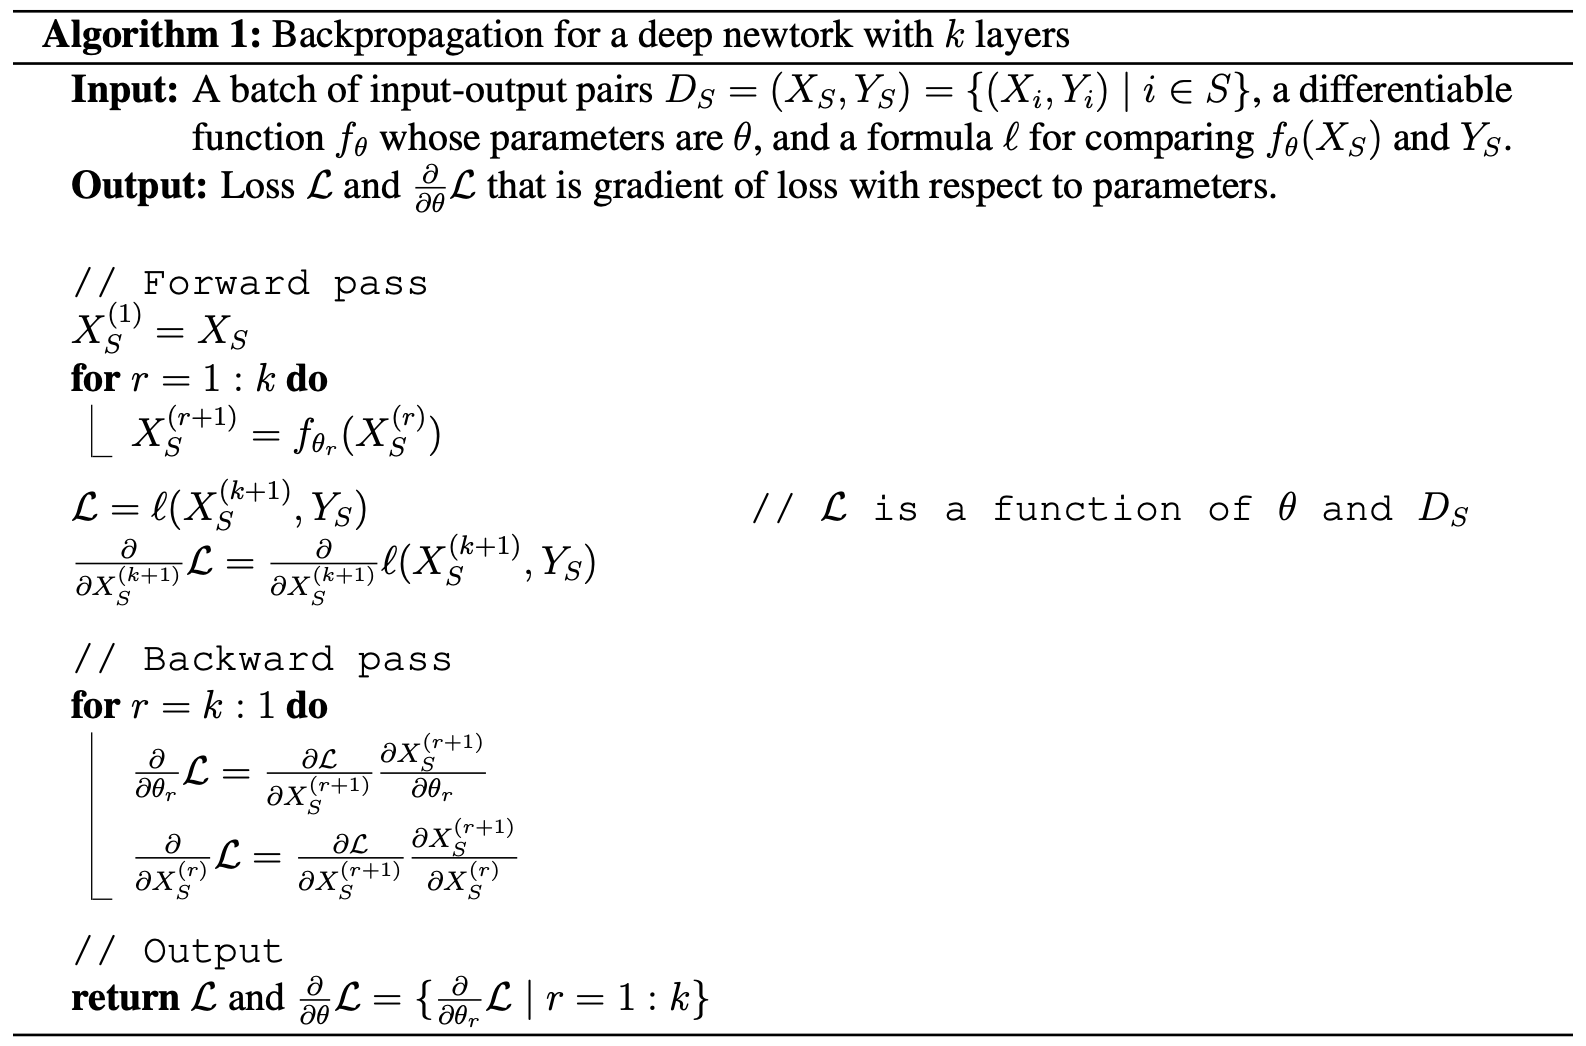 Algorithm 1: Backpropagation for a deep newtork with $k$ layers
Input: A batch of input-output pairs $D_S = (X_S, Y_S) = \{(X_i, Y_i) \mid i \in S\}$, a differentiable
function $f_\theta$ whose parameters are $\theta$, and a formula $\ell$ for comparing $f_\theta(X_S)$ and $Y_S$.
Output: Loss $\mathcal{L}$ and $\frac{\partial}{\partial\theta}\mathcal{L}$ that is gradient of loss with respect to parameters.
// Forward pass
$X_S^{(1)} = X_S$
for $r = 1 : k$ do
$X_S^{(r+1)} = f_{\theta_r}(X_S^{(r)})$
$\mathcal{L} = \ell(X_S^{(k+1)}, Y_S)$ // $\mathcal{L}$ is a function of $\theta$ and $D_S$
$\frac{\partial}{\partial X_S^{(k+1)}}\mathcal{L} = \frac{\partial}{\partial X_S^{(k+1)}}\ell(X_S^{(k+1)}, Y_S)$
// Backward pass
for $r = k : 1$ do
$\frac{\partial}{\partial\theta_r}\mathcal{L} = \frac{\partial\mathcal{L}}{\partial X_S^{(r+1)}}\frac{\partial X_S^{(r+1)}}{\partial\theta_r}$
$\frac{\partial}{\partial X_S^{(r)}}\mathcal{L} = \frac{\partial\mathcal{L}}{\partial X_S^{(r+1)}}\frac{\partial X_S^{(r+1)}}{\partial X_S^{(r)}}$
// Output
return $\mathcal{L}$ and $\frac{\partial}{\partial\theta}\mathcal{L} = \{\frac{\partial}{\partial\theta_r}\mathcal{L} \mid r = 1 : k\}$